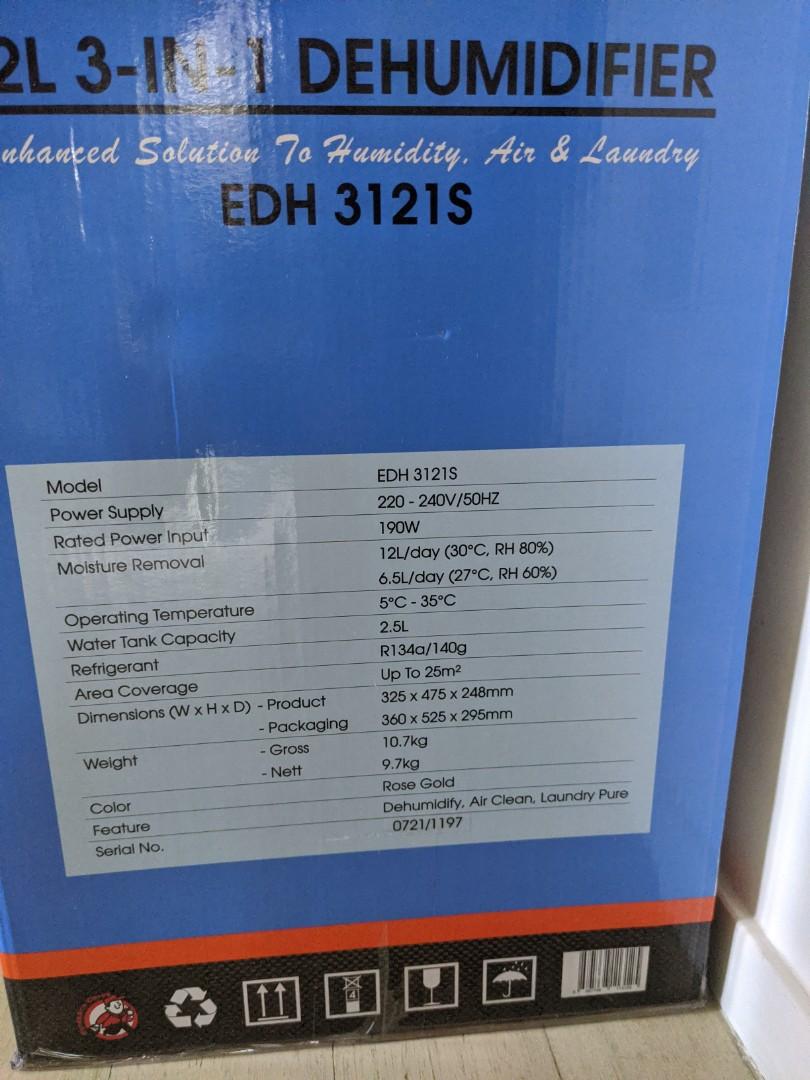 2L 3-IN-1 DEHUMIDIFIER
nhanced Solution To Humidity, Air & Laundry
EDH 3121S
Model EDH 3121S
Power Supply 220 - 240V/50HZ
Rated Power Input 190W
Moisture Removal 12L/day (30°C, RH 80%)
6.5L/day (27°C, RH 60%)
Operating Temperature 5°C - 35°C
Water Tank Capacity 2.5L
Refrigerant R134a/140g
Area Coverage Up To 25m²
Dimensions (W x H x D) - Product 325 x 475 x 248mm
- Packaging 360 x 525 x 295mm
Weight - Gross 10.7kg
- Nett 9.7kg
Color Rose Gold
Feature Dehumidify, Air Clean, Laundry Pure
Serial No. 0721/1197
4